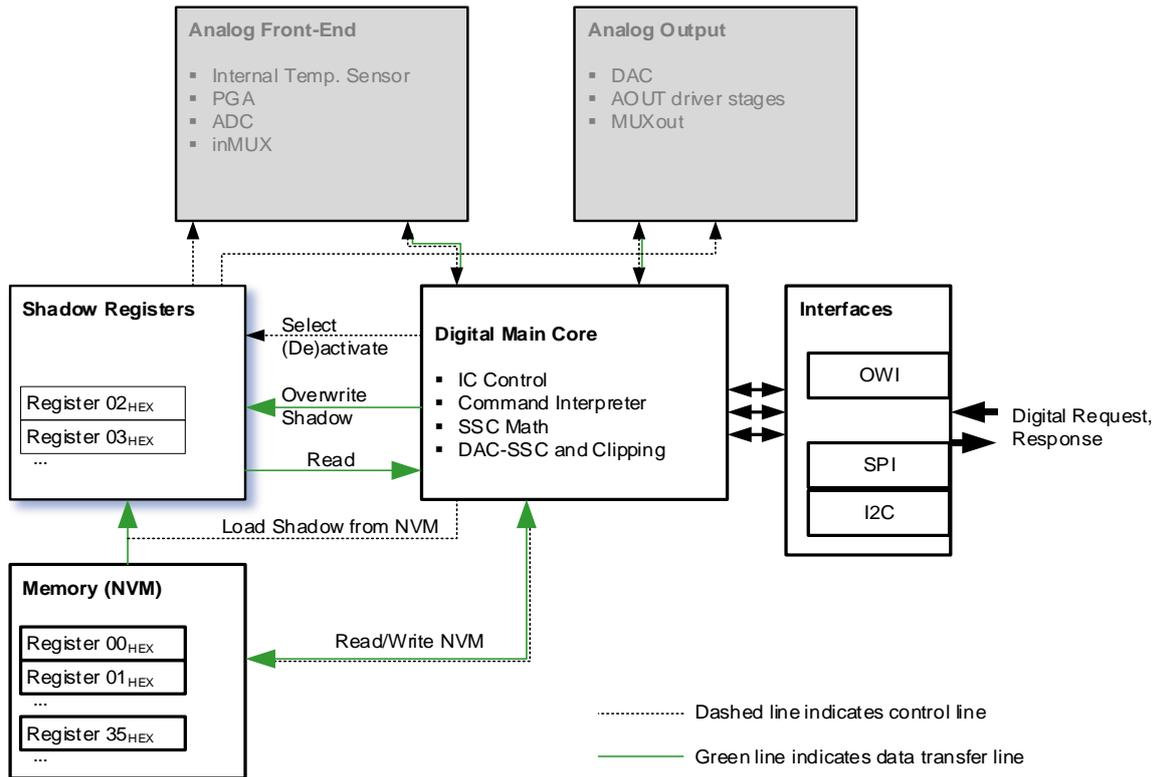 Analog Front-End
▪ Internal Temp. Sensor
▪ PGA
▪ ADC
▪ inMUX
Analog Output
▪ DAC
▪ AOUT driver stages
▪ MUXout
Shadow Registers
Register 02HEX
Register 03HEX
...
Select
(De)activate
Overwrite
Shadow
Read
Load Shadow from NVM
Digital Main Core
▪ IC Control
▪ Command Interpreter
▪ SSC Math
▪ DAC-SSC and Clipping
Interfaces
OWI
SPI
I2C
Digital Request,
Response
Memory (NVM)
Register 00HEX
Register 01HEX
...
Register 35HEX
...
Read/Write NVM
Dashed line indicates control line
Green line indicates data transfer line